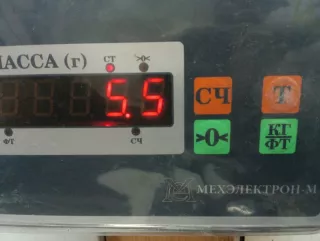 МАССА (г)
СТ >0<
5.5
ФТ СЧ
СЧ Т
>0< КГ
ФТ
МЕХЭЛЕКТРОН-М